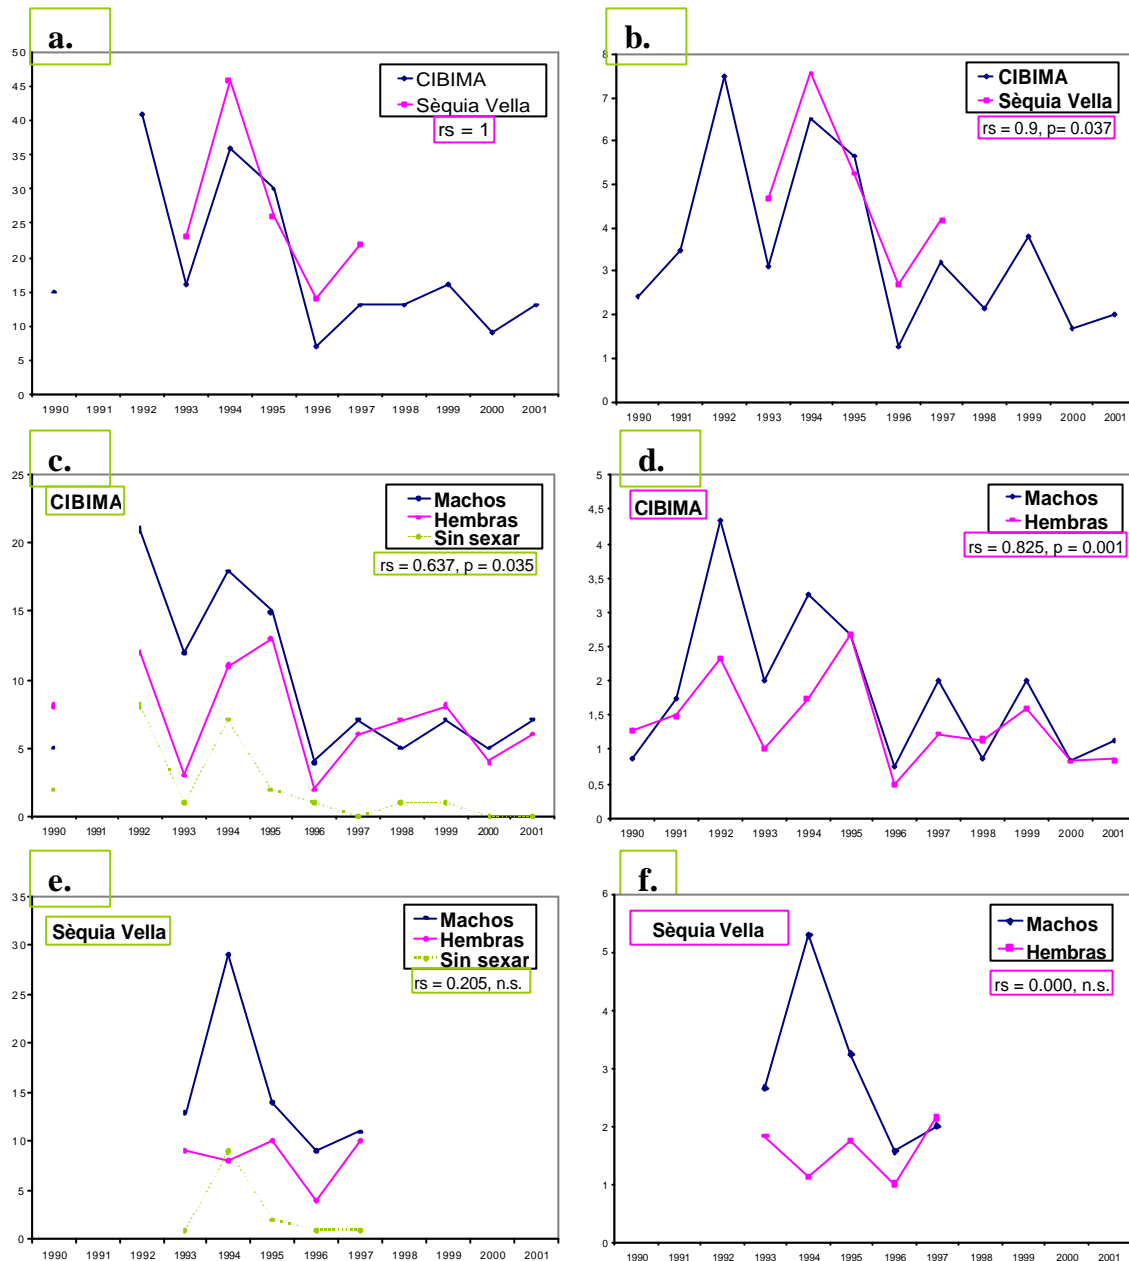 a.
50
45
40
35
30
25
20
15
10
5
0
CIBIMA
Sèquia Vella
rs = 1
1990 1991 1992 1993 1994 1995 1996 1997 1998 1999 2000 2001
b.
8
7
6
5
4
3
2
1
0
CIBIMA
Sèquia Vella
rs = 0.9, p= 0.037
1990 1991 1992 1993 1994 1995 1996 1997 1998 1999 2000 2001
c.
25
20
15
10
5
0
CIBIMA
Machos
Hembras
Sin sexar
rs = 0.637, p = 0.035
1990 1991 1992 1993 1994 1995 1996 1997 1998 1999 2000 2001
d.
5
4,5
4
3,5
3
2,5
2
1,5
1
0,5
0
CIBIMA
Machos
Hembras
rs = 0.825, p = 0.001
1990 1991 1992 1993 1994 1995 1996 1997 1998 1999 2000 2001
e.
35
30
25
20
15
10
5
0
Sèquia Vella
Machos
Hembras
Sin sexar
rs = 0.205, n.s.
1990 1991 1992 1993 1994 1995 1996 1997 1998 1999 2000 2001
f.
6
5
4
3
2
1
0
Sèquia Vella
Machos
Hembras
rs = 0.000, n.s.
1990 1991 1992 1993 1994 1995 1996 1997 1998 1999 2000 2001